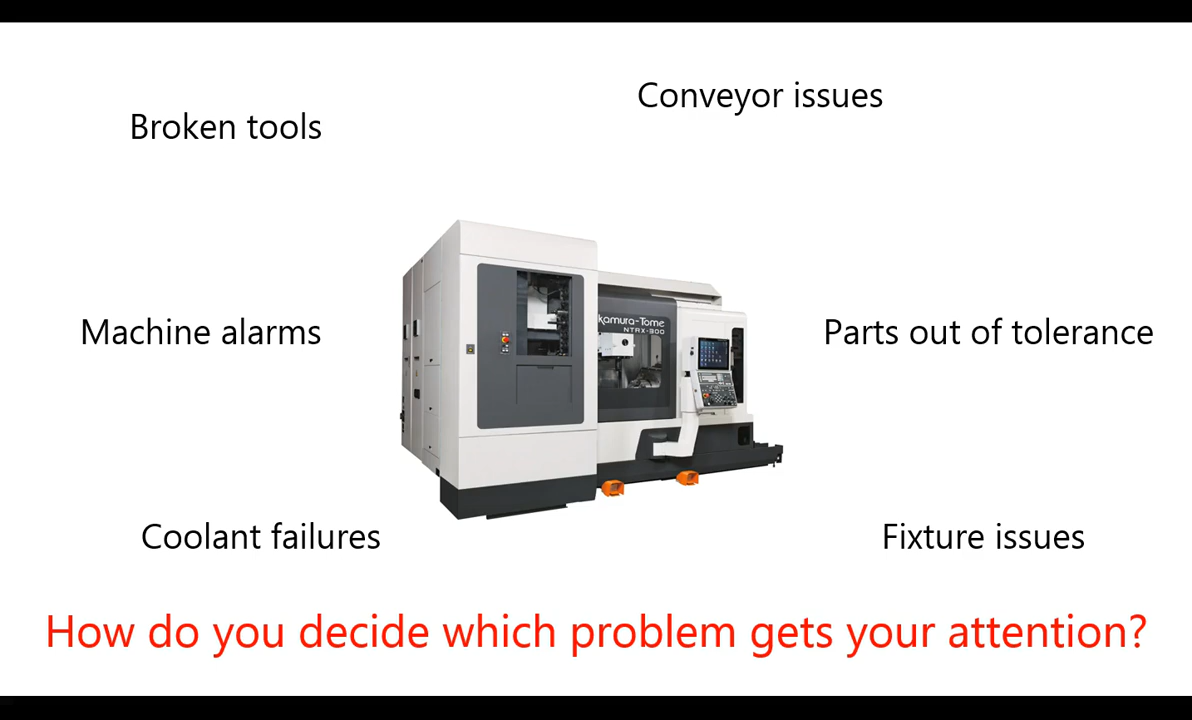 Conveyor issues
Broken tools
kamura-Tome
NTRX-300
Machine alarms
Parts out of tolerance
Coolant failures
Fixture issues
How do you decide which problem gets your attention?